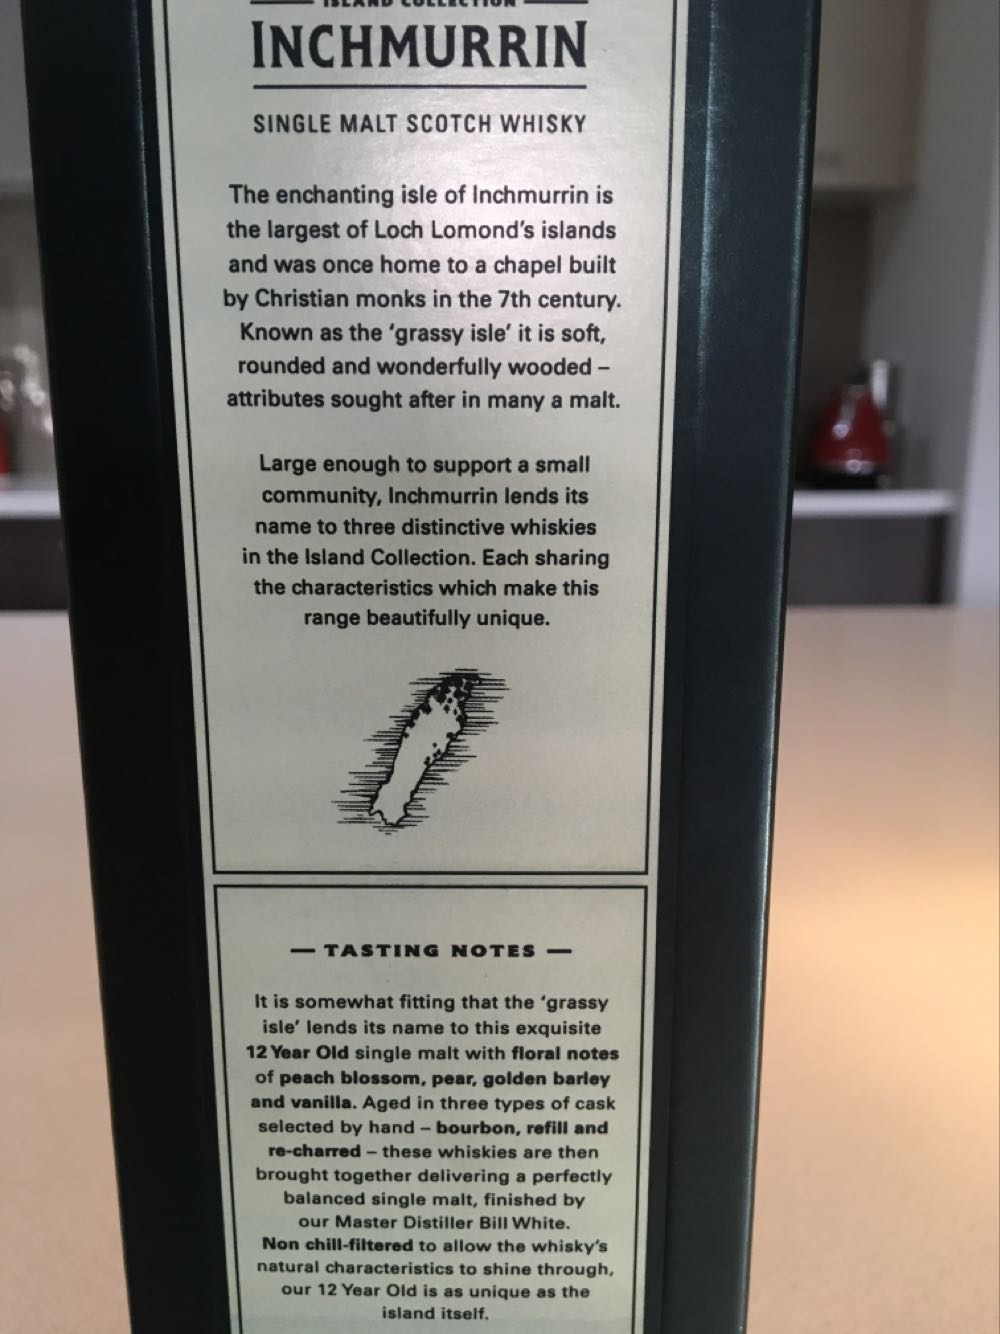 ISLAND COLLECTION
INCHMURRIN
SINGLE MALT SCOTCH WHISKY
The enchanting isle of Inchmurrin is
the largest of Loch Lomond's islands
and was once home to a chapel built
by Christian monks in the 7th century.
Known as the 'grassy isle' it is soft,
rounded and wonderfully wooded –
attributes sought after in many a malt.
Large enough to support a small
community, Inchmurrin lends its
name to three distinctive whiskies
in the Island Collection. Each sharing
the characteristics which make this
range beautifully unique.
— TASTING NOTES —
It is somewhat fitting that the 'grassy
isle' lends its name to this exquisite
12 Year Old single malt with floral notes
of peach blossom, pear, golden barley
and vanilla. Aged in three types of cask
selected by hand – bourbon, refill and
re-charred – these whiskies are then
brought together delivering a perfectly
balanced single malt, finished by
our Master Distiller Bill White.
Non chill-filtered to allow the whisky's
natural characteristics to shine through,
our 12 Year Old is as unique as the
island itself.